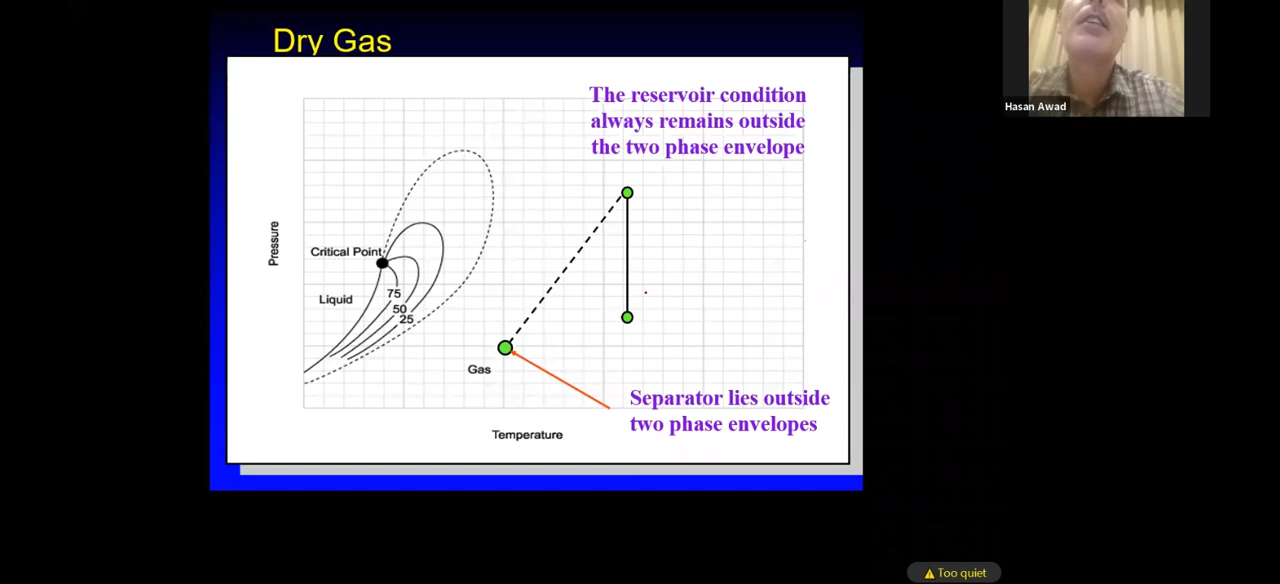 Dry Gas
The reservoir condition
always remains outside
the two phase envelope
Pressure
Critical Point
Liquid
75
50
25
Gas
Separator lies outside
two phase envelopes
Temperature
Hasan Awad
Too quiet